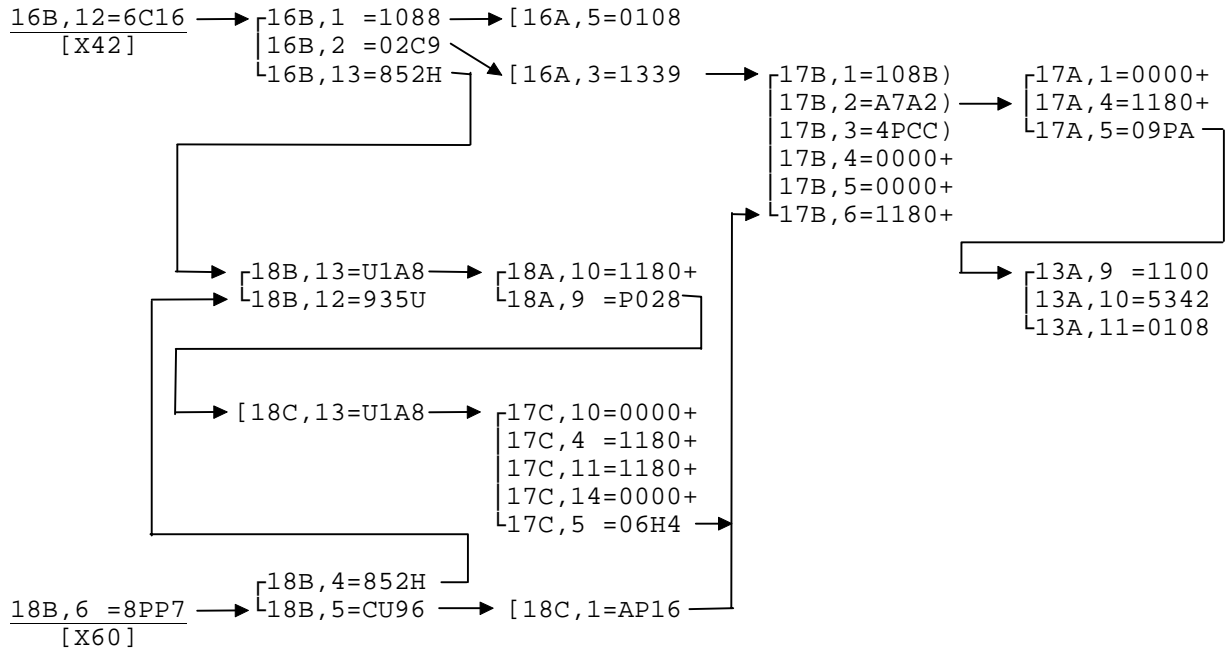 16B,12=6C16
[X42]
16B,1 =1088
16B,2 =02C9
16B,13=852H
[16A,5=0108
[16A,3=1339
17B,1=108B)
17B,2=A7A2)
17B,3=4PCC)
17B,4=0000+
17B,5=0000+
17B,6=1180+
17A,1=0000+
17A,4=1180+
17A,5=09PA
13A,9 =1100
13A,10=5342
13A,11=0108
18B,13=U1A8
18B,12=935U
18A,10=1180+
18A,9 =P028
[18C,13=U1A8
17C,10=0000+
17C,4 =1180+
17C,11=1180+
17C,14=0000+
17C,5 =06H4
18B,6 =8PP7
[X60]
18B,4=852H
18B,5=CU96
[18C,1=AP16